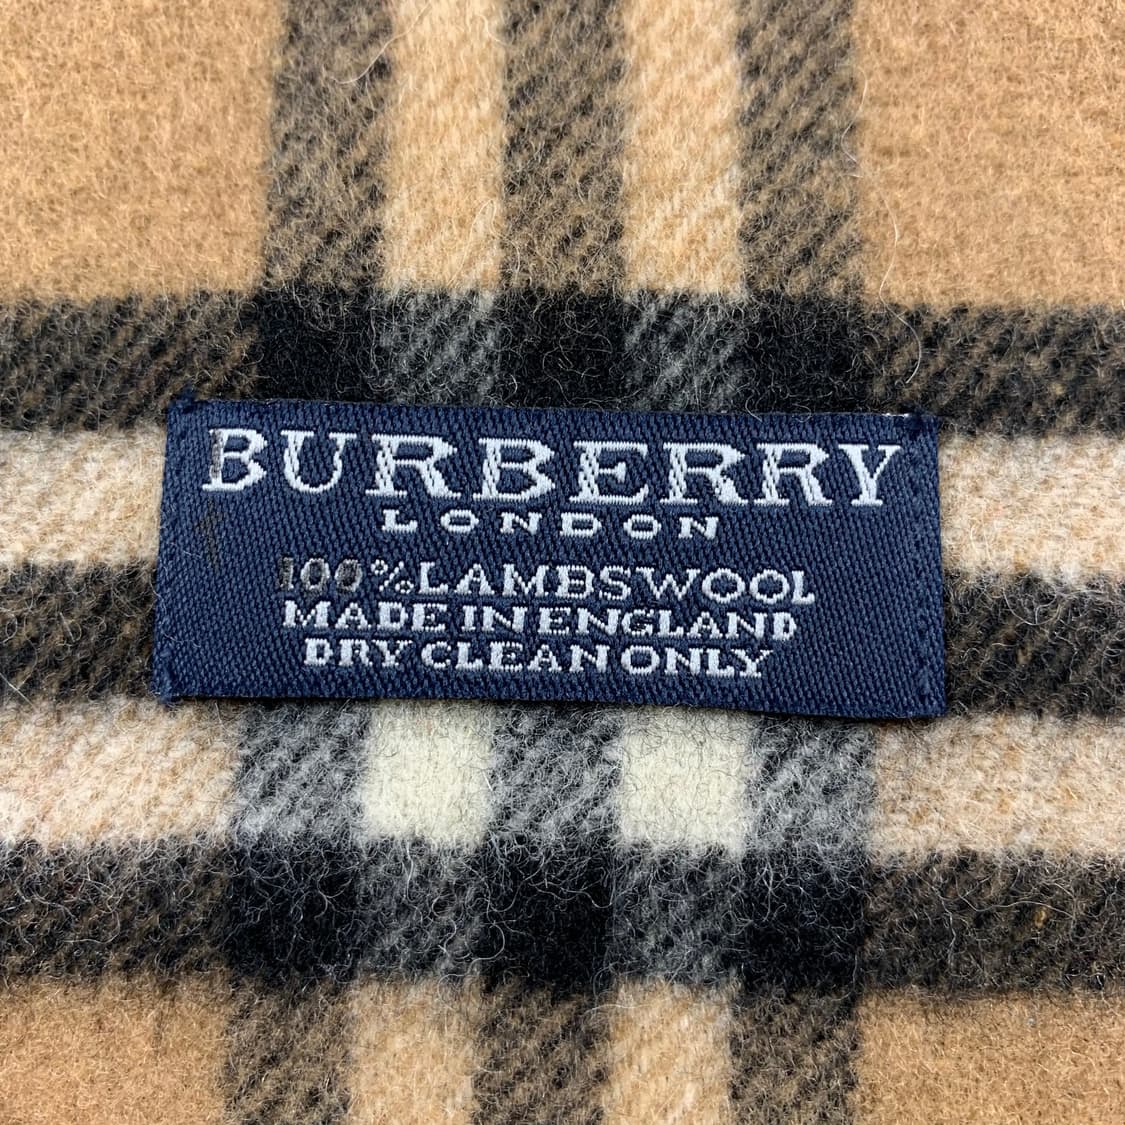 BURBERRY
LONDON
100% LAMBSWOOL
MADE IN ENGLAND
DRY CLEAN ONLY